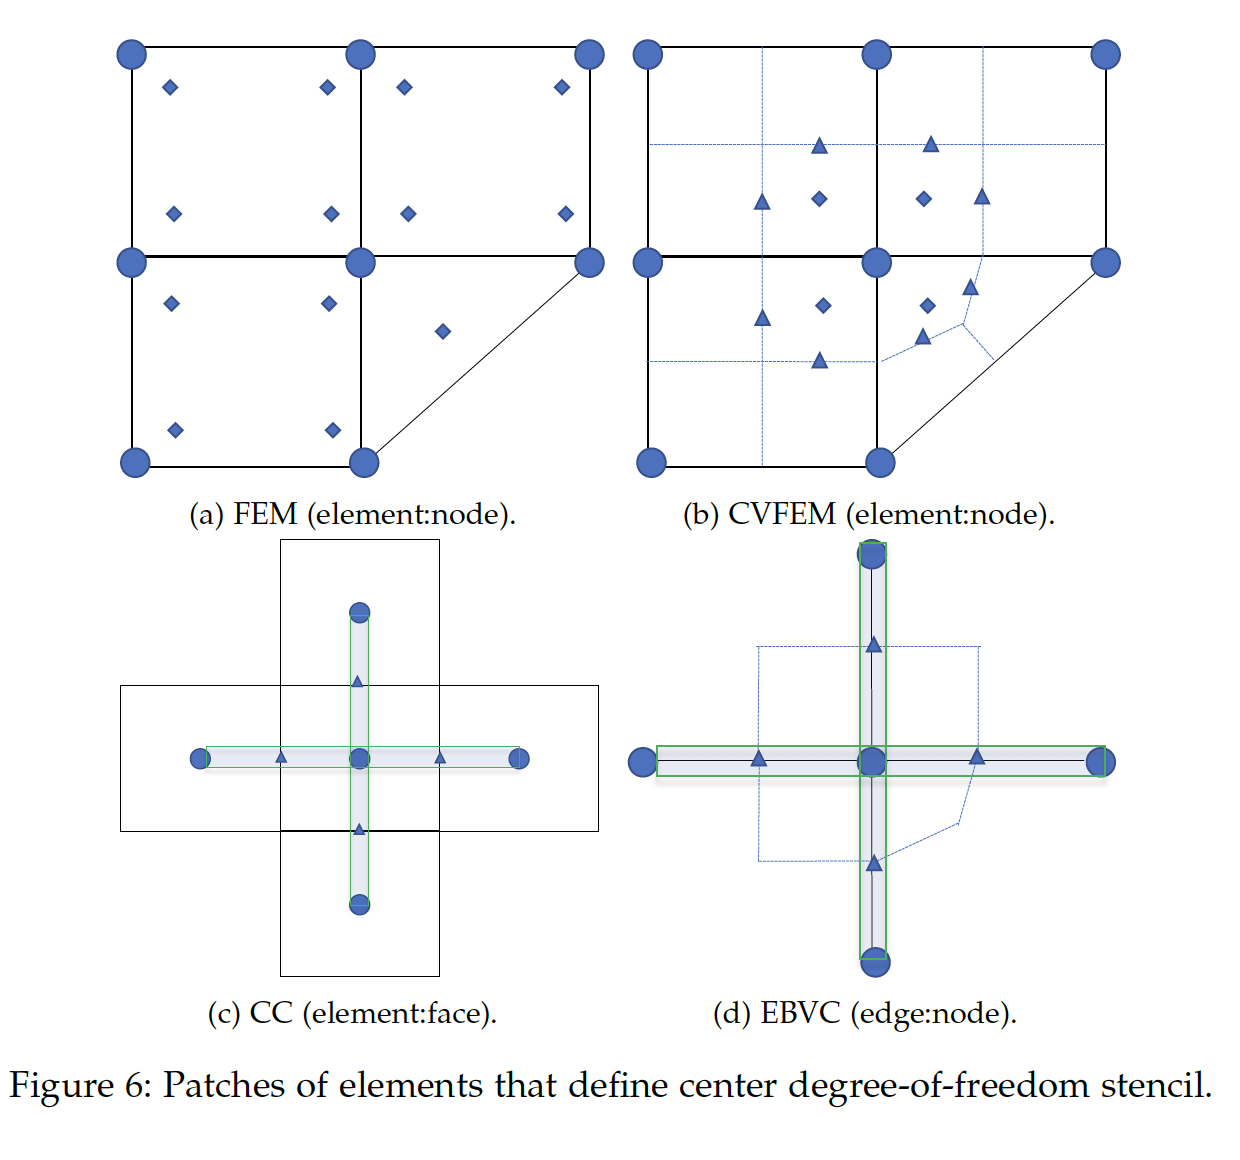 (a) FEM (element:node).
(b) CVFEM (element:node).
(c) CC (element:face).
(d) EBVC (edge:node).
Figure 6: Patches of elements that define center degree-of-freedom stencil.